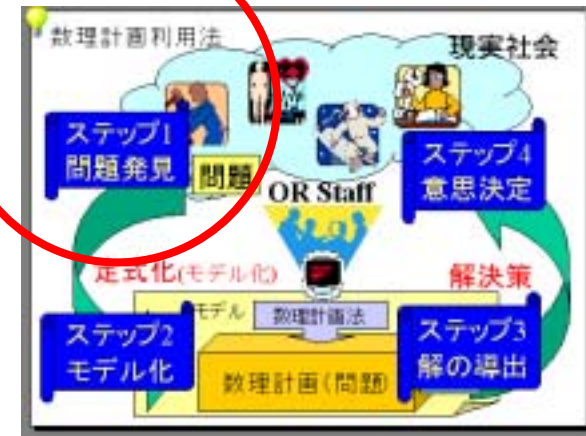 数理計画利用法
現実社会
ステップ1
問題発見
問題
OR Staff
ステップ4
意思決定
定式化(モデル化)
解決策
ステップ2
モデル化
モデル
数理計画法
ステップ3
解の導出
数理計画(問題)